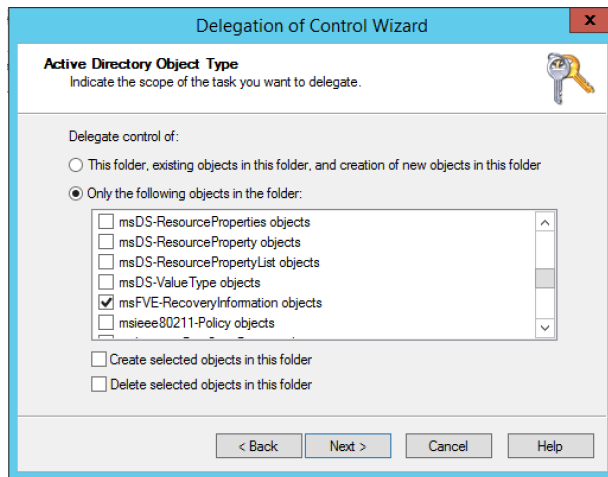 Delegation of Control Wizard
x
Active Directory Object Type
Indicate the scope of the task you want to delegate.
Delegate control of:
This folder, existing objects in this folder, and creation of new objects in this folder
Only the following objects in the folder:
msDS-ResourceProperties objects
msDS-ResourceProperty objects
msDS-ResourcePropertyList objects
msDS-ValueType objects
msFVE-RecoveryInformation objects
msieee80211-Policy objects
Create selected objects in this folder
Delete selected objects in this folder
< Back Next > Cancel Help